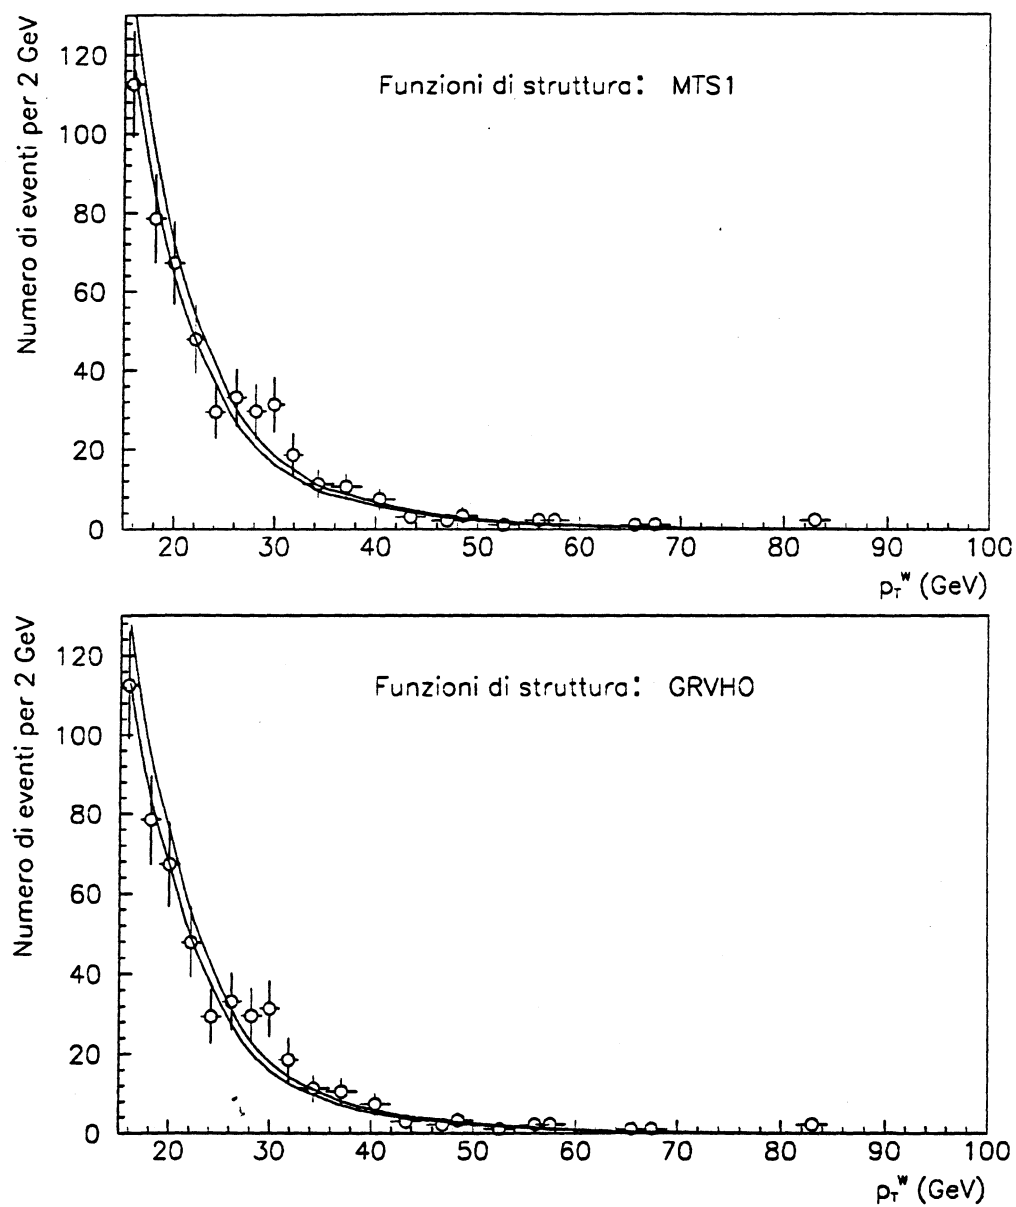 Numero di eventi per 2 GeV
Funzioni di struttura: MTS1
120
100
80
60
40
20
0
20 30 40 50 60 70 80 90 100
p_T^w (GeV)
Numero di eventi per 2 GeV
Funzioni di struttura: GRVHO
120
100
80
60
40
20
0
20 30 40 50 60 70 80 90 100
p_T^w (GeV)